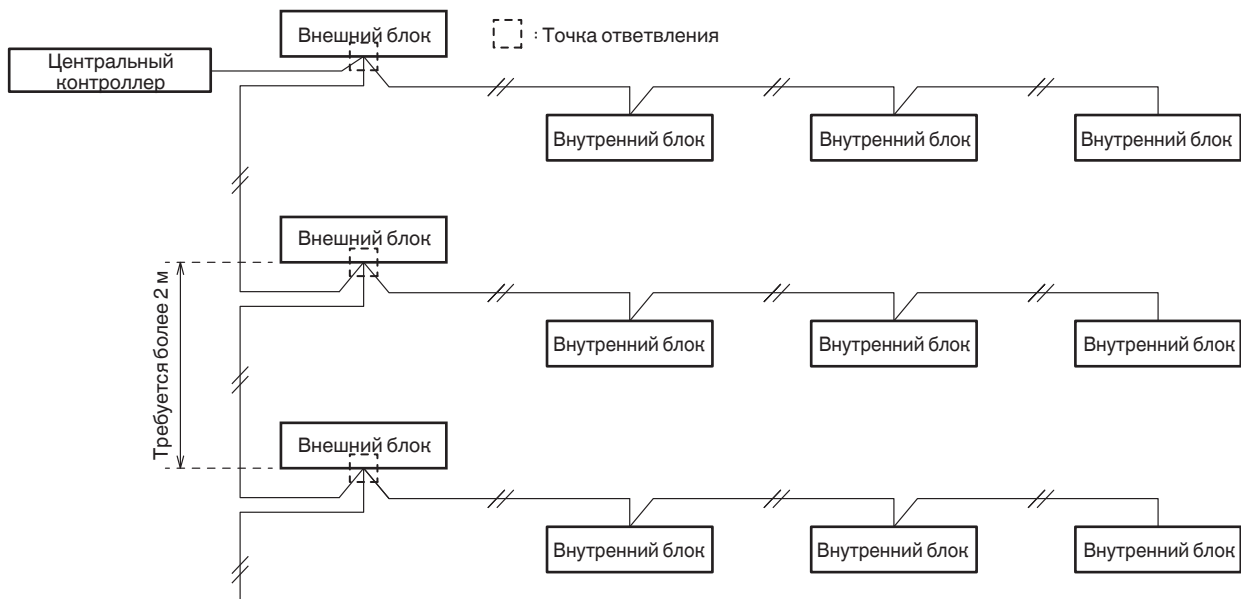 Внешний блок
: Точка ответвления
Центральный
контроллер
Внутренний блок
Внутренний блок
Внутренний блок
Внешний блок
Требуется более 2 м
Внутренний блок
Внутренний блок
Внутренний блок
Внешний блок
Внутренний блок
Внутренний блок
Внутренний блок